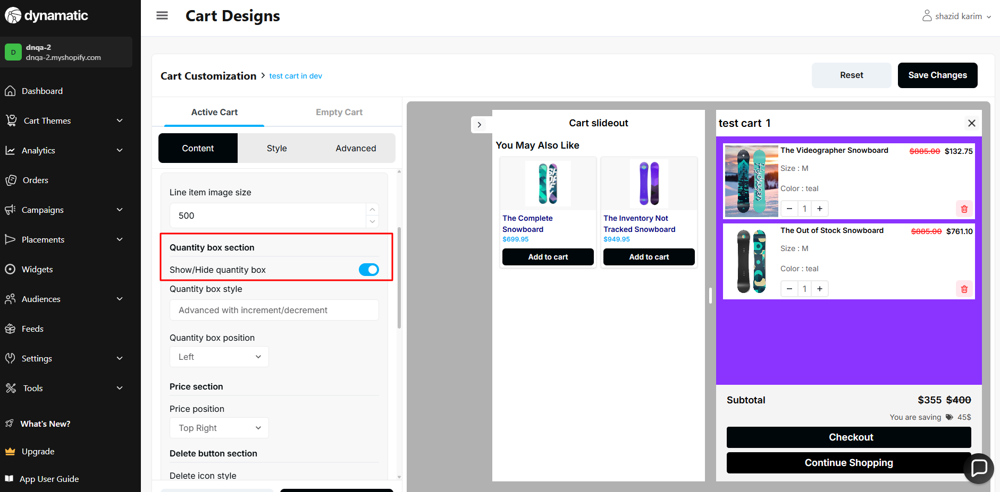 dynamatic
Cart Designs
shazid karim
D
dnqa-2
dnqa-2.myshopify.com
Dashboard
Cart Themes
Analytics
Orders
Campaigns
Placements
Widgets
Audiences
Feeds
Settings
Tools
What's New?
Upgrade
App User Guide
Cart Customization > test cart in dev
Reset
Save Changes
Active Cart
Empty Cart
Content
Style
Advanced
Line item image size
500
Quantity box section
Show/Hide quantity box
Quantity box style
Advanced with increment/decrement
Quantity box position
Left
Price section
Price position
Top Right
Delete button section
Delete icon style
Cart slideout
You May Also Like
The Complete
Snowboard
$699.95
Add to cart
The Inventory Not
Tracked Snowboard
$949.95
Add to cart
test cart 1
Hydrogen
The Videographer Snowboard
$885.00 $132.75
Size : M
Color : teal
− 1 +
The Out of Stock Snowboard
$885.00 $761.10
Size : M
Color : teal
− 1 +
Subtotal
$355 $400
You are saving 45$
Checkout
Continue Shopping